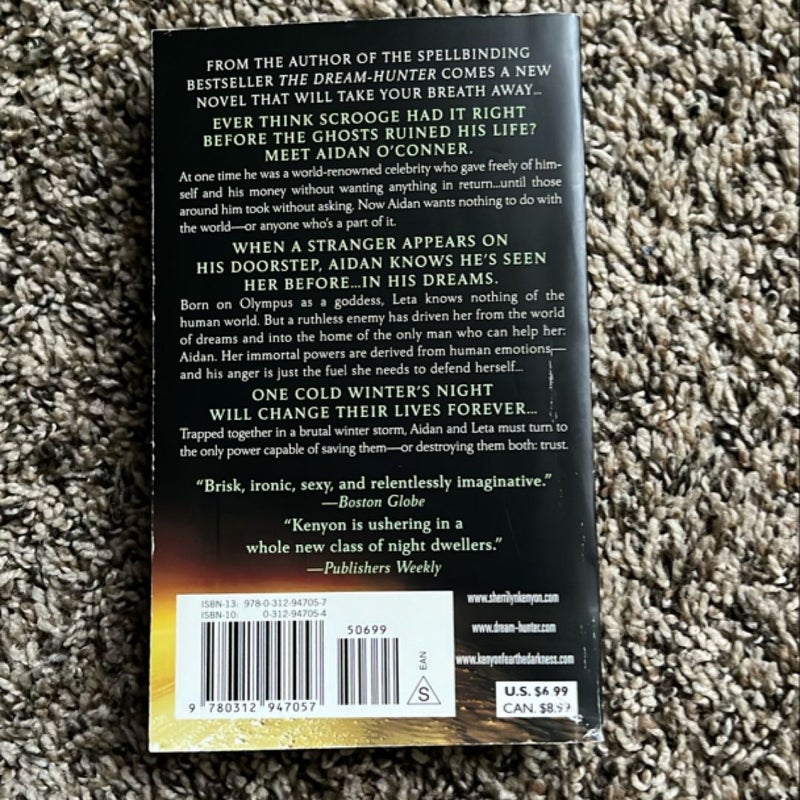 FROM THE AUTHOR OF THE SPELLBINDING
BESTSELLER THE DREAM-HUNTER COMES A NEW
NOVEL THAT WILL TAKE YOUR BREATH AWAY...
EVER THINK SCROOGE HAD IT RIGHT
BEFORE THE GHOSTS RUINED HIS LIFE?
MEET AIDAN O'CONNER.
At one time he was a world-renowned celebrity who gave freely of him-
self and his money without wanting anything in return...until those
around him took without asking. Now Aidan wants nothing to do with
the world—or anyone who's a part of it.
WHEN A STRANGER APPEARS ON
HIS DOORSTEP, AIDAN KNOWS HE'S SEEN
HER BEFORE...IN HIS DREAMS.
Born on Olympus as a goddess, Leta knows nothing of the
human world. But a ruthless enemy has driven her from the world
of dreams and into the home of the only man who can help her:
Aidan. Her immortal powers are derived from human emotions—
and his anger is just the fuel she needs to defend herself...
ONE COLD WINTER'S NIGHT
WILL CHANGE THEIR LIVES FOREVER...
Trapped together in a brutal winter storm, Aidan and Leta must turn to
the only power capable of saving them—or destroying them both: trust.
“Brisk, ironic, sexy, and relentlessly imaginative.”
—Boston Globe
“Kenyon is ushering in a
whole new class of night dwellers.”
—Publishers Weekly
ISBN-13: 978-0-312-94705-7
ISBN-10: 0-312-94705-4
50699
EAN
S
9 780312 947057
www.sherrilynkenyon.com
www.dream-hunter.com
www.kenyonfearthedarkness.com
U.S. $6.99
CAN. $8.99